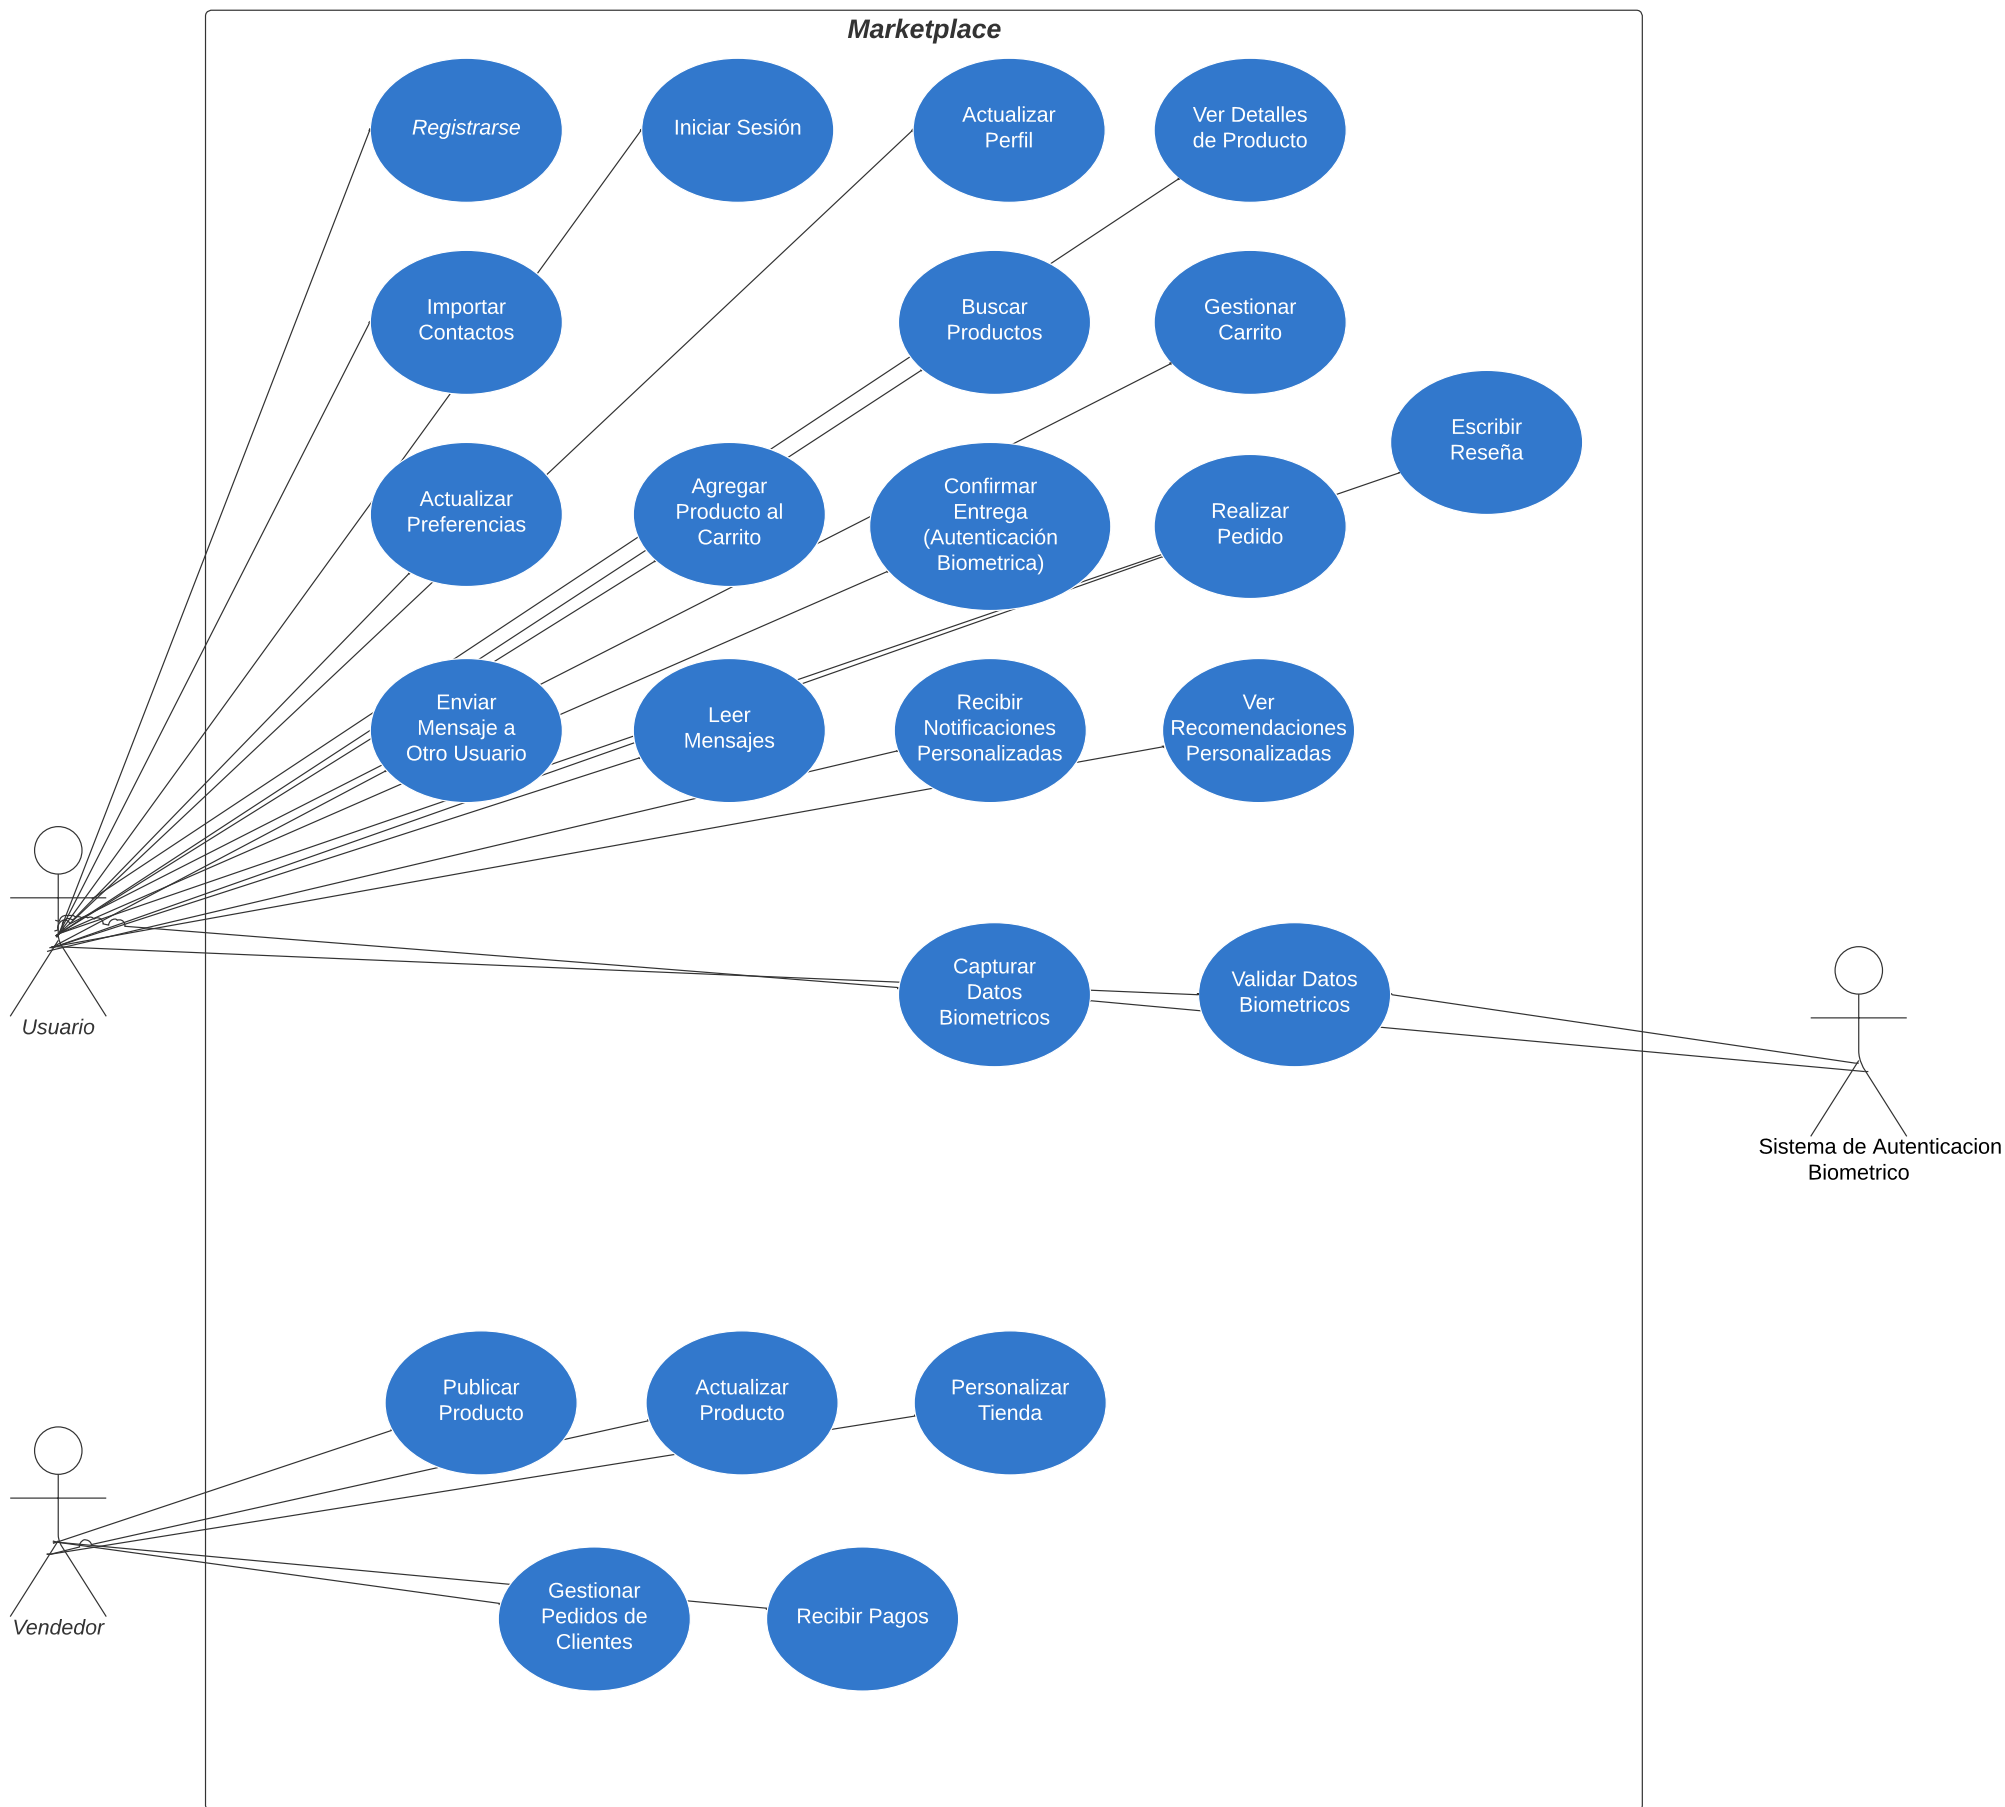 Marketplace
Registrarse
Iniciar Sesión
Actualizar
Perfil
Ver Detalles
de Producto
Importar
Contactos
Buscar
Productos
Gestionar
Carrito
Escribir
Reseña
Actualizar
Preferencias
Agregar
Producto al
Carrito
Confirmar
Entrega
(Autenticación
Biometrica)
Realizar
Pedido
Enviar
Mensaje a
Otro Usuario
Leer
Mensajes
Recibir
Notificaciones
Personalizadas
Ver
Recomendaciones
Personalizadas
Usuario
Capturar
Datos
Biometricos
Validar Datos
Biometricos
Sistema de Autenticacion
Biometrico
Publicar
Producto
Actualizar
Producto
Personalizar
Tienda
Vendedor
Gestionar
Pedidos de
Clientes
Recibir Pagos